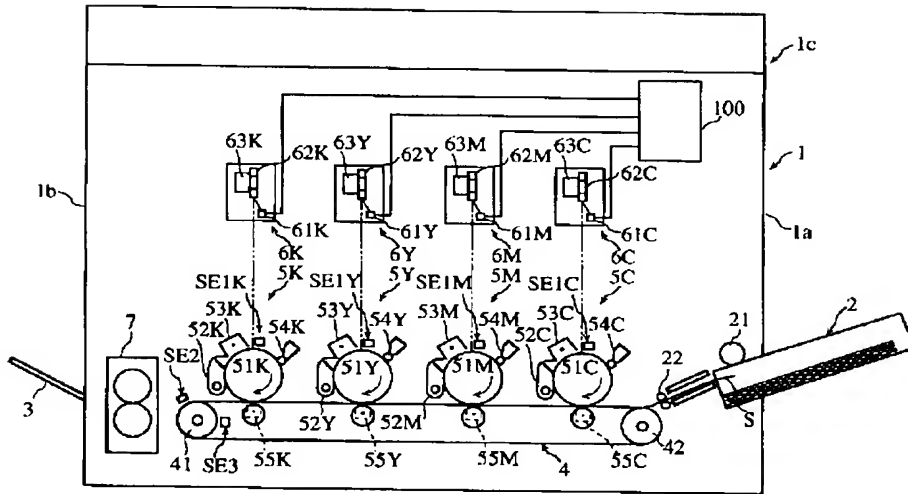 1c
100
63K 62K 63Y 62Y 63M 62M 63C 62C
1
1b
61K 61Y 61M 61C
1a
6K 6Y 6M 6C
5K 5Y 5M 5C
SE1K SE1Y SE1M SE1C
53K 54K 53Y 54Y 53M 54M 53C 54C
52K 52C
21 2
7
SE2
22
51K 51Y 51M 51C
3
S
52Y 52M
41 SE3 42
55K 55Y 55M 4 55C